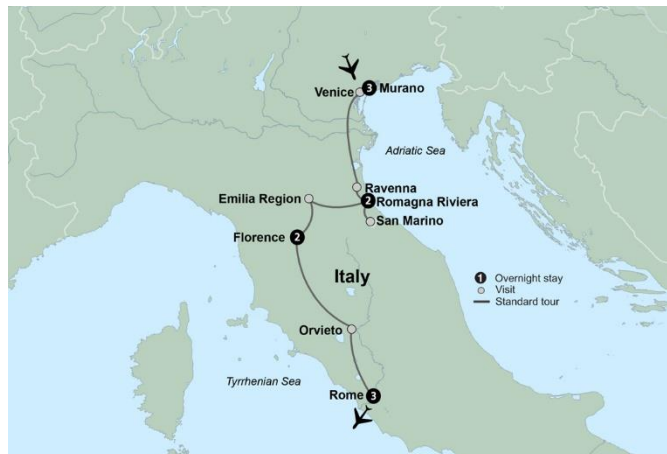 3 Murano
Venice
Adriatic Sea
Ravenna
Emilia Region
2 Romagna Riviera
San Marino
Florence 2
Italy
1 Overnight stay
Visit
Standard tour
Orvieto
Tyrrhenian Sea
Rome 3